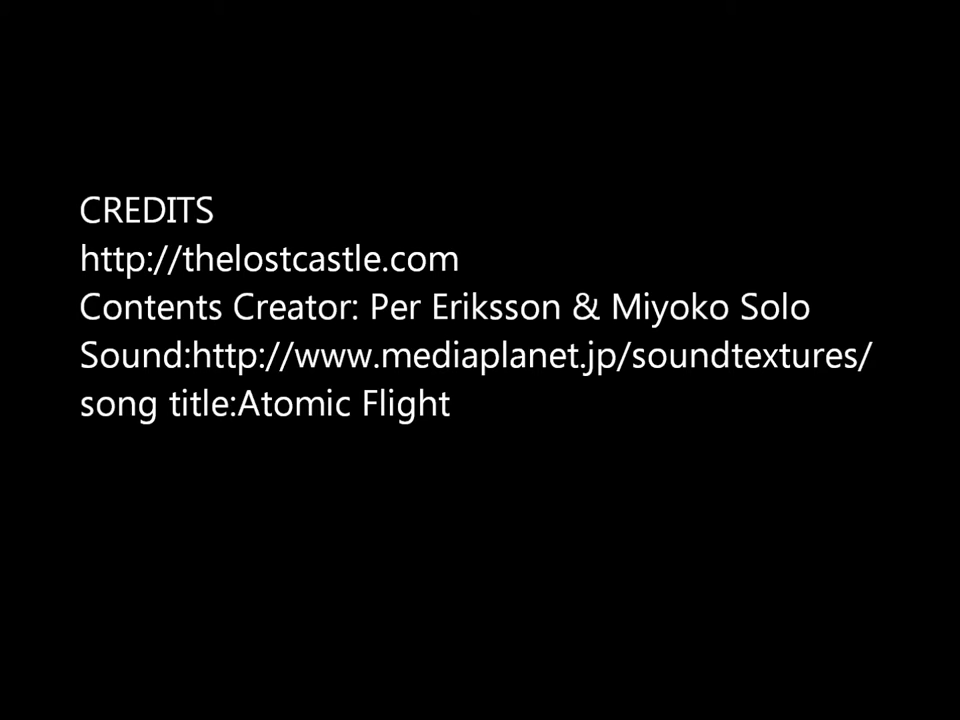 CREDITS
http://thelostcastle.com
Contents Creator: Per Eriksson & Miyoko Solo
Sound:http://www.mediaplanet.jp/soundtextures/
song title:Atomic Flight